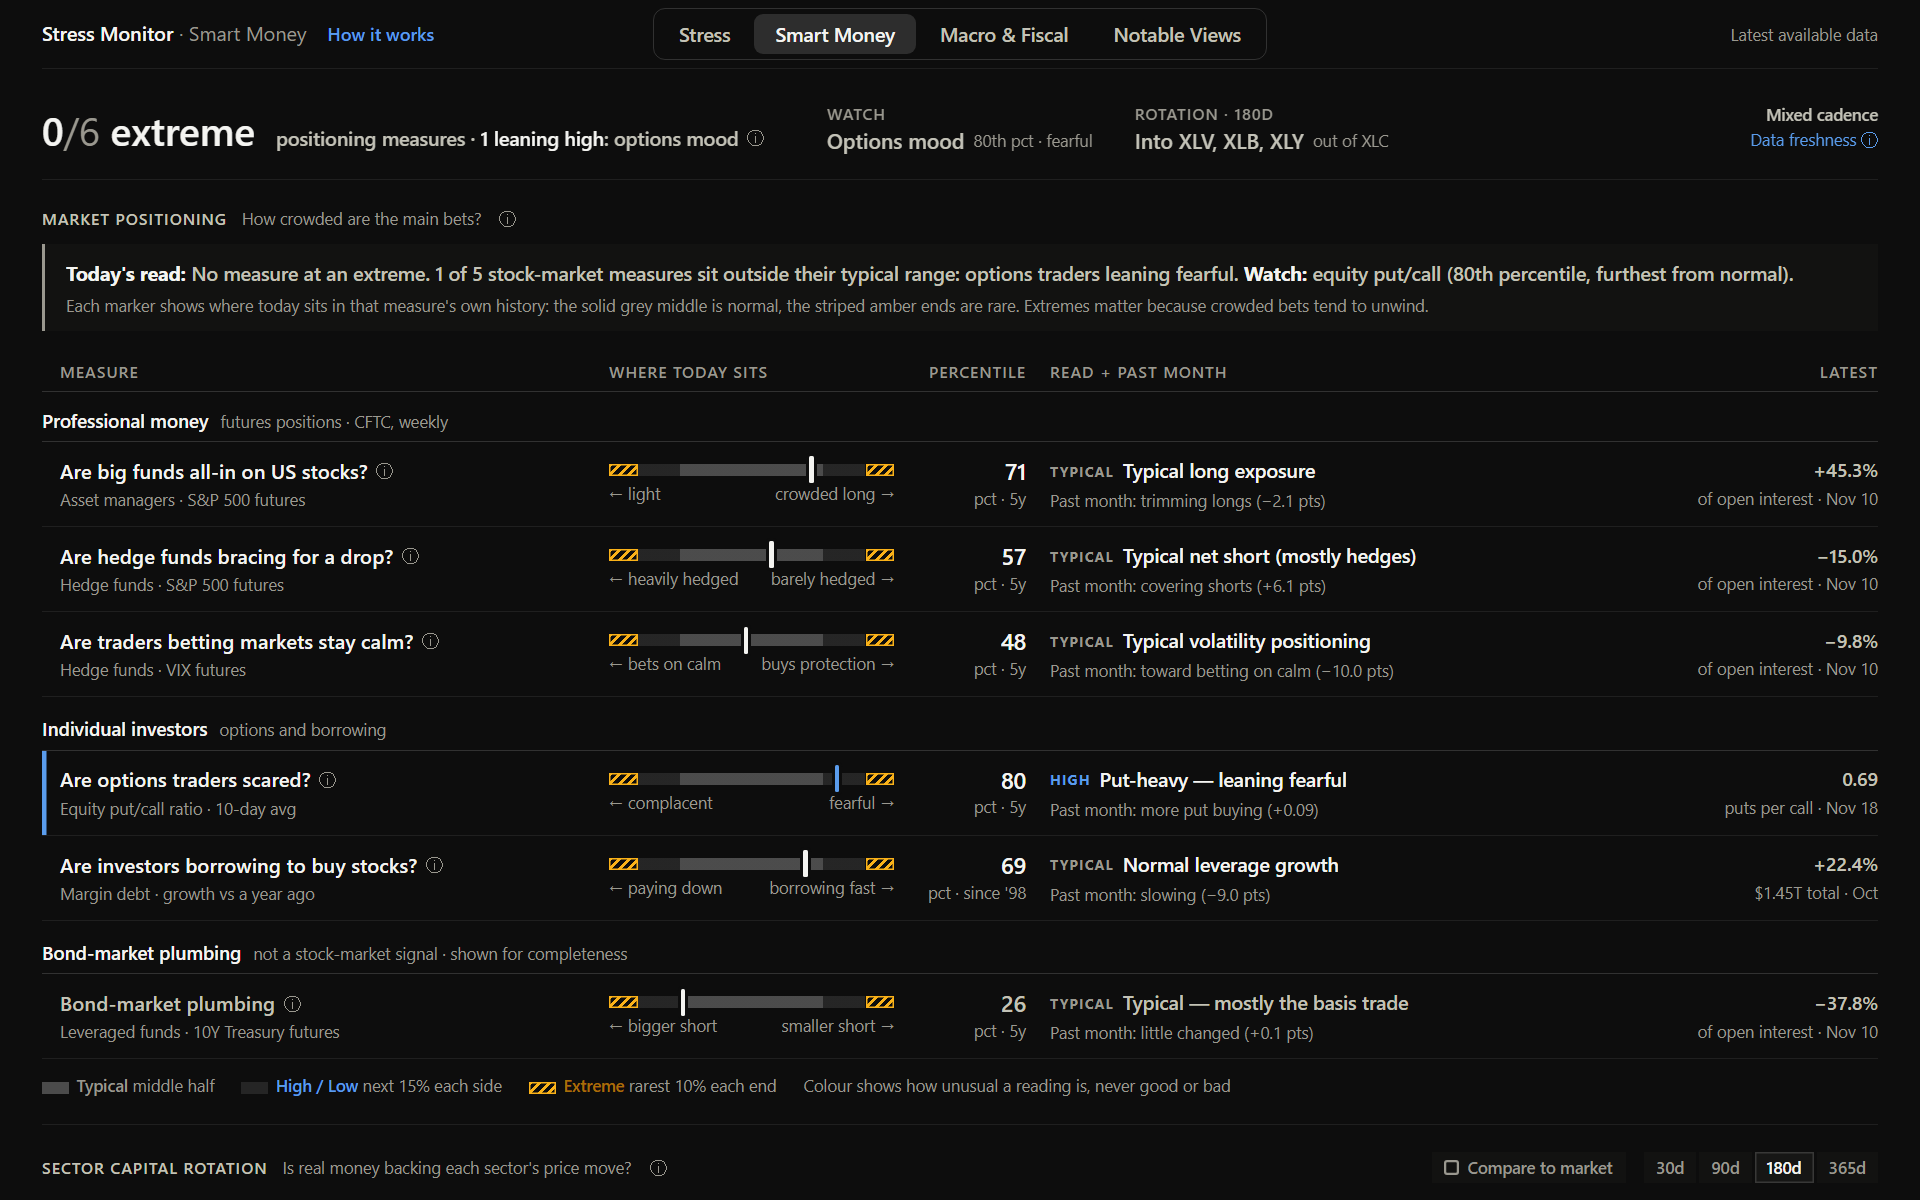 Stress Monitor · Smart Money How it works
Stress Smart Money Macro & Fiscal Notable Views
Latest available data
0/6 extreme positioning measures · 1 leaning high: options mood ⓘ
WATCH
Options mood 80th pct · fearful
ROTATION · 180D
Into XLV, XLB, XLY out of XLC
Mixed cadence
Data freshness ⓘ
MARKET POSITIONING How crowded are the main bets? ⓘ
Today's read: No measure at an extreme. 1 of 5 stock-market measures sit outside their typical range: options traders leaning fearful. Watch: equity put/call (80th percentile, furthest from normal).
Each marker shows where today sits in that measure's own history: the solid grey middle is normal, the striped amber ends are rare. Extremes matter because crowded bets tend to unwind.
MEASURE WHERE TODAY SITS PERCENTILE READ + PAST MONTH LATEST
Professional money futures positions · CFTC, weekly
Are big funds all-in on US stocks? ⓘ 71 TYPICAL Typical long exposure +45.3%
Asset managers · S&P 500 futures ← light crowded long → pct · 5y Past month: trimming longs (−2.1 pts) of open interest · Nov 10
Are hedge funds bracing for a drop? ⓘ 57 TYPICAL Typical net short (mostly hedges) −15.0%
Hedge funds · S&P 500 futures ← heavily hedged barely hedged → pct · 5y Past month: covering shorts (+6.1 pts) of open interest · Nov 10
Are traders betting markets stay calm? ⓘ 48 TYPICAL Typical volatility positioning −9.8%
Hedge funds · VIX futures ← bets on calm buys protection → pct · 5y Past month: toward betting on calm (−10.0 pts) of open interest · Nov 10
Individual investors options and borrowing
Are options traders scared? ⓘ 80 HIGH Put-heavy — leaning fearful 0.69
Equity put/call ratio · 10-day avg ← complacent fearful → pct · 5y Past month: more put buying (+0.09) puts per call · Nov 18
Are investors borrowing to buy stocks? ⓘ 69 TYPICAL Normal leverage growth +22.4%
Margin debt · growth vs a year ago ← paying down borrowing fast → pct · since '98 Past month: slowing (−9.0 pts) $1.45T total · Oct
Bond-market plumbing not a stock-market signal · shown for completeness
Bond-market plumbing ⓘ 26 TYPICAL Typical — mostly the basis trade −37.8%
Leveraged funds · 10Y Treasury futures ← bigger short smaller short → pct · 5y Past month: little changed (+0.1 pts) of open interest · Nov 10
Typical middle half High / Low next 15% each side Extreme rarest 10% each end Colour shows how unusual a reading is, never good or bad
SECTOR CAPITAL ROTATION Is real money backing each sector's price move? ⓘ Compare to market 30d 90d 180d 365d